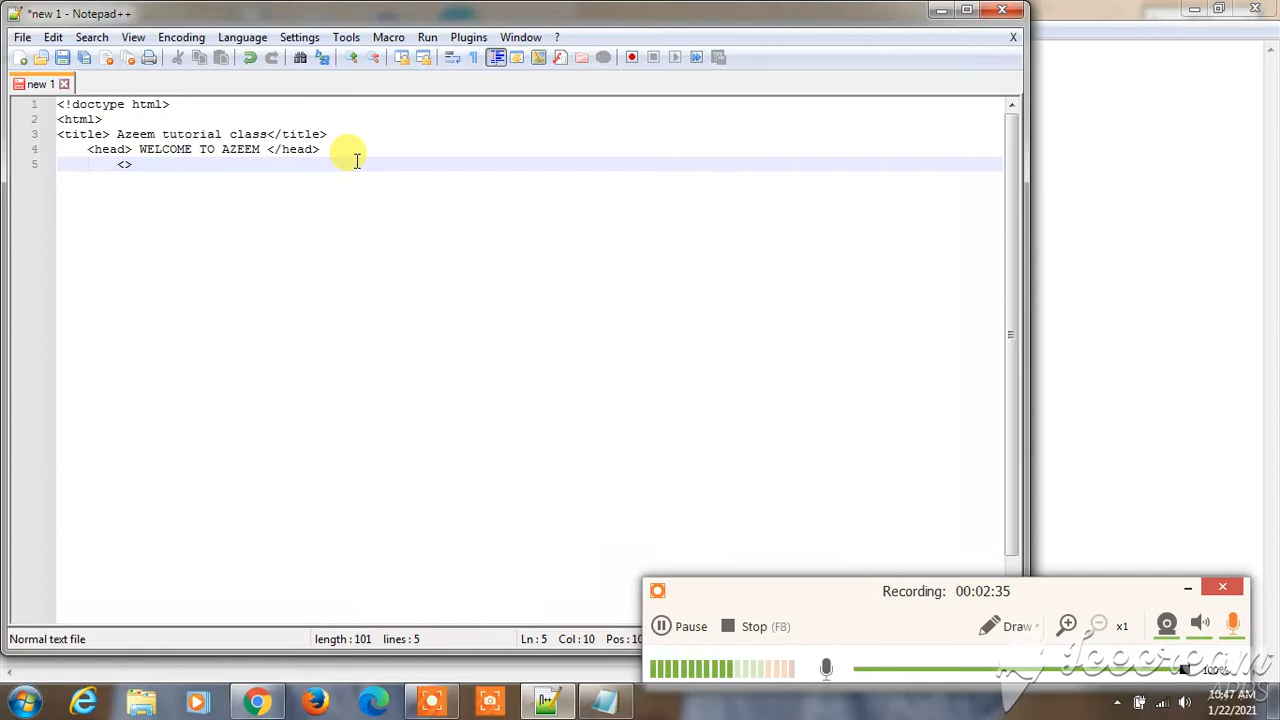 *new 1 - Notepad++
File Edit Search View Encoding Language Settings Tools Macro Run Plugins Window ? X
new 1
1 <!doctype html>
2 <html>
3 <title> Azeem tutorial class</title>
4 <head> WELCOME TO AZEEM </head>
5 <>
Recording: 00:02:35
Pause Stop (F8) Draw x1
Normal text file length : 101 lines : 5 Ln : 5 Col : 10 Pos : 10
100%
Icecream
APPS
10:47 AM
1/22/2021